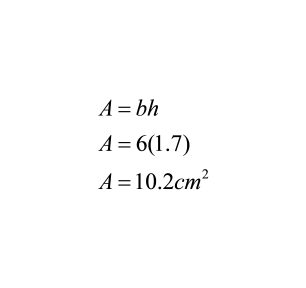 A = bh
A = 6(1.7)
A = 10.2cm²